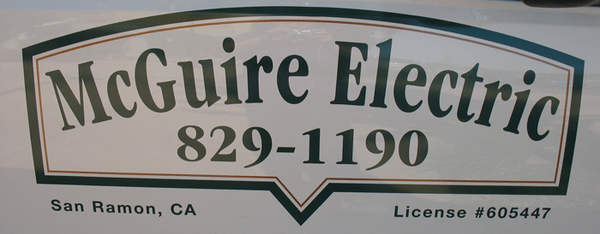 McGuire Electric
829-1190
San Ramon, CA
License #605447